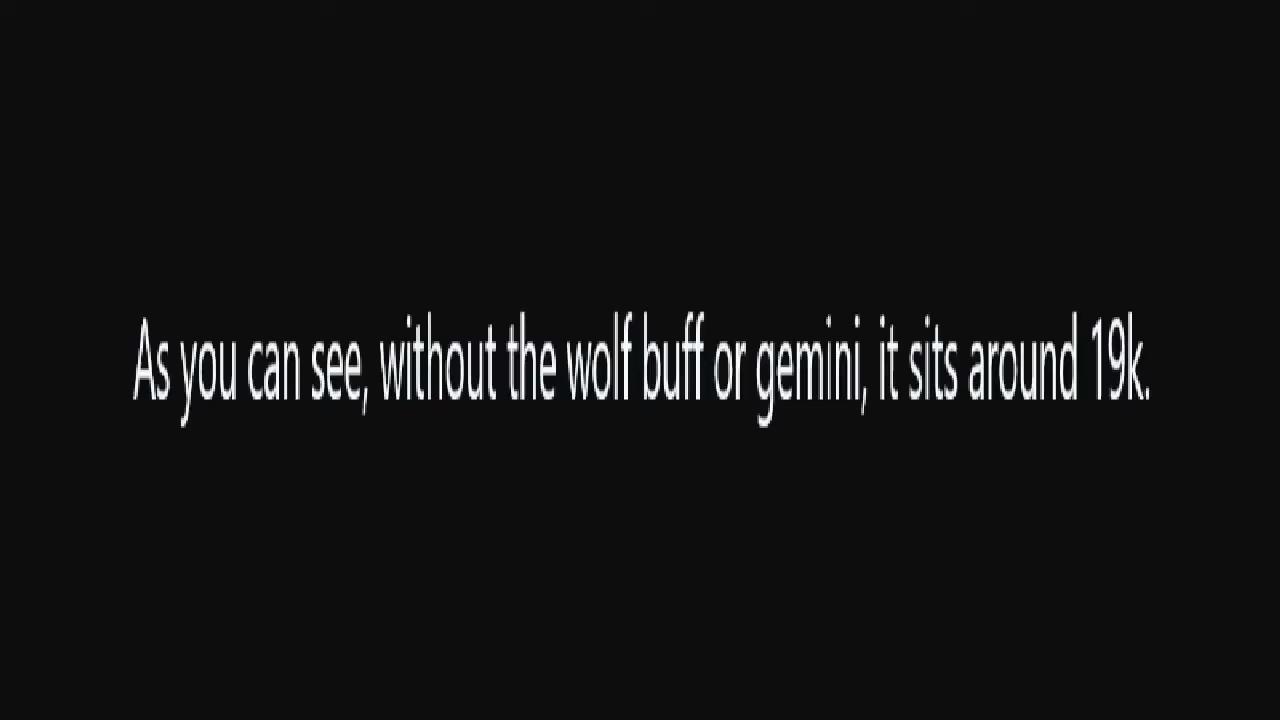 As you can see, without the wolf buff or gemini, it sits around 19k.